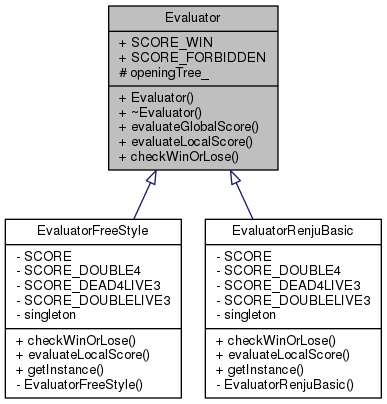 Evaluator
+ SCORE_WIN
+ SCORE_FORBIDDEN
# openingTree_
+ Evaluator()
+ ~Evaluator()
+ evaluateGlobalScore()
+ evaluateLocalScore()
+ checkWinOrLose()
EvaluatorFreeStyle
- SCORE
- SCORE_DOUBLE4
- SCORE_DEAD4LIVE3
- SCORE_DOUBLELIVE3
- singleton
+ checkWinOrLose()
+ evaluateLocalScore()
+ getInstance()
- EvaluatorFreeStyle()
EvaluatorRenjuBasic
- SCORE
- SCORE_DOUBLE4
- SCORE_DEAD4LIVE3
- SCORE_DOUBLELIVE3
- singleton
+ checkWinOrLose()
+ evaluateLocalScore()
+ getInstance()
- EvaluatorRenjuBasic()